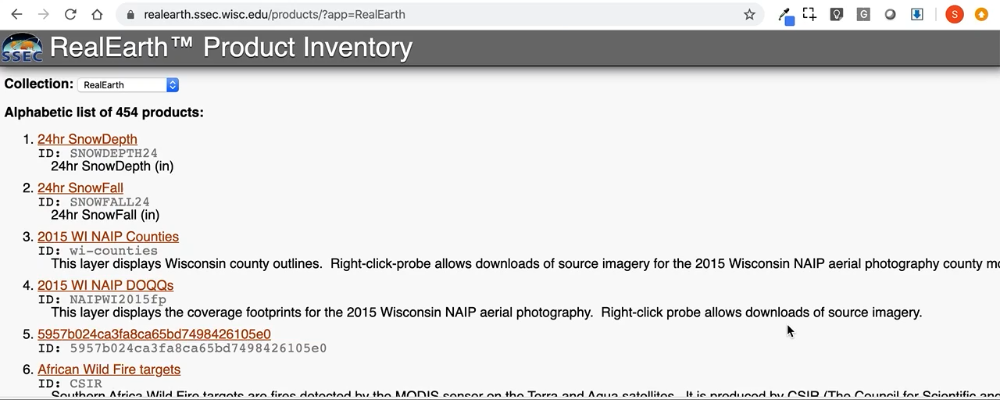 realearth.ssec.wisc.edu/products/?app=RealEarth
G
S
SSEC
RealEarth™ Product Inventory
Collection: RealEarth
Alphabetic list of 454 products:
1. 24hr SnowDepth
ID: SNOWDEPTH24
24hr SnowDepth (in)
2. 24hr SnowFall
ID: SNOWFALL24
24hr SnowFall (in)
3. 2015 WI NAIP Counties
ID: wi-counties
This layer displays Wisconsin county outlines. Right-click-probe allows downloads of source imagery for the 2015 Wisconsin NAIP aerial photography county
4. 2015 WI NAIP DOQQs
ID: NAIPWI2015fp
This layer displays the coverage footprints for the 2015 Wisconsin NAIP aerial photography. Right-click probe allows downloads of source imagery.
5. 5957b024ca3fa8ca65bd7498426105e0
ID: 5957b024ca3fa8ca65bd7498426105e0
6. African Wild Fire targets
ID: CSIR
Southern Africa Wild Fire targets are fires detected by the MODIS sensor on the Terra and Aqua satellites. It is produced by CSIR (The Council for Scientific and